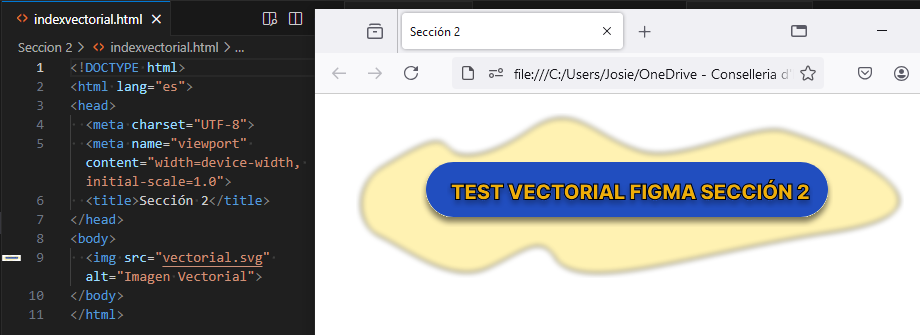 indexvectorial.html
Seccion 2 > indexvectorial.html > ...
1 <!DOCTYPE html>
2 <html lang="es">
3 <head>
4 <meta charset="UTF-8">
5 <meta name="viewport"
content="width=device-width,
initial-scale=1.0">
6 <title>Sección 2</title>
7 </head>
8 <body>
9 <img src="vectorial.svg"
alt="Imagen Vectorial">
10 </body>
11 </html>
Sección 2
file:///C:/Users/Josie/OneDrive - Conselleria d'
TEST VECTORIAL FIGMA SECCIÓN 2